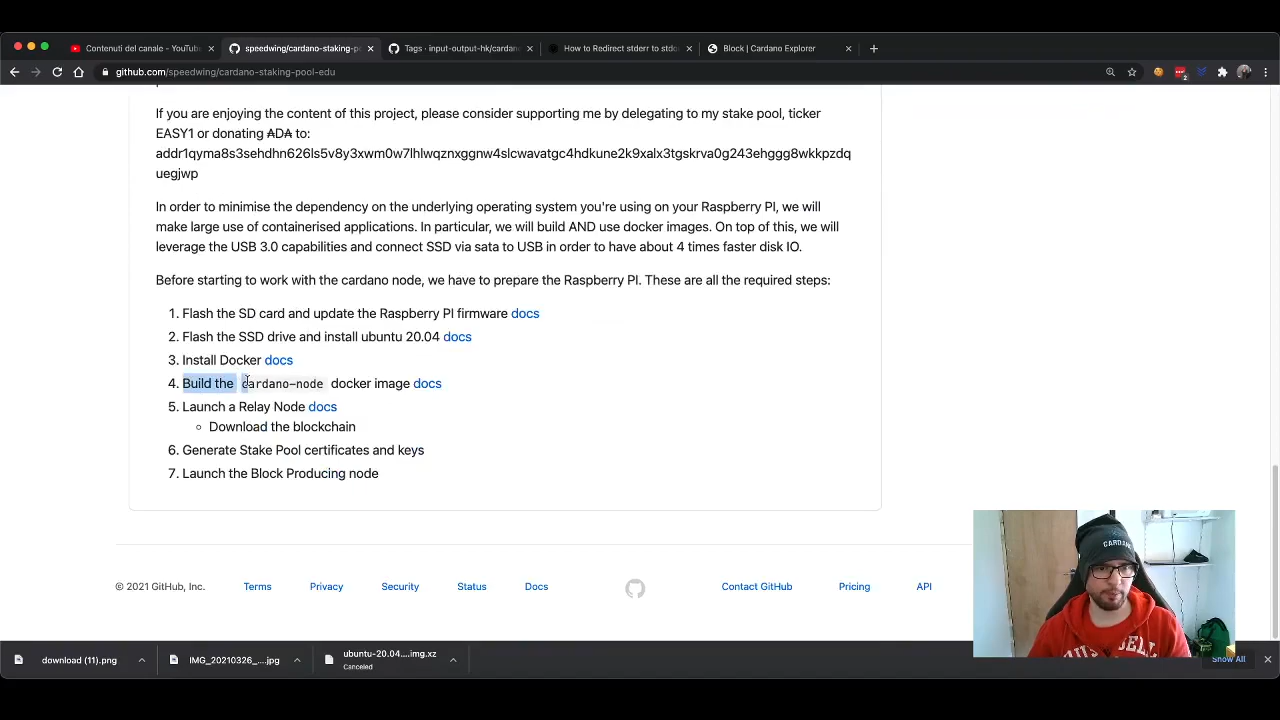 Contenuti del canale - YouTube
speedwing/cardano-staking-po
Tags · input-output-hk/cardano
How to Redirect stderr to stdo
Block | Cardano Explorer
github.com/speedwing/cardano-staking-pool-edu
If you are enjoying the content of this project, please consider supporting me by delegating to my stake pool, ticker
EASY1 or donating ₳D₳ to:
addr1qyma8s3sehdhn626ls5v8y3xwm0w7lhlwqznxggnw4slcwavatgc4hdkune2k9xalx3tgskrva0g243ehggg8wkkpzdq
uegjwp
In order to minimise the dependency on the underlying operating system you're using on your Raspberry PI, we will
make large use of containerised applications. In particular, we will build AND use docker images. On top of this, we will
leverage the USB 3.0 capabilities and connect SSD via sata to USB in order to have about 4 times faster disk IO.
Before starting to work with the cardano node, we have to prepare the Raspberry PI. These are all the required steps:
1. Flash the SD card and update the Raspberry PI firmware docs
2. Flash the SSD drive and install ubuntu 20.04 docs
3. Install Docker docs
4. Build the cardano-node docker image docs
5. Launch a Relay Node docs
Download the blockchain
6. Generate Stake Pool certificates and keys
7. Launch the Block Producing node
CARDANO
© 2021 GitHub, Inc. Terms Privacy Security Status Docs Contact GitHub Pricing API
download (11).png
IMG_20210326_....jpg
ubuntu-20.04....img.xz
Canceled
Show All